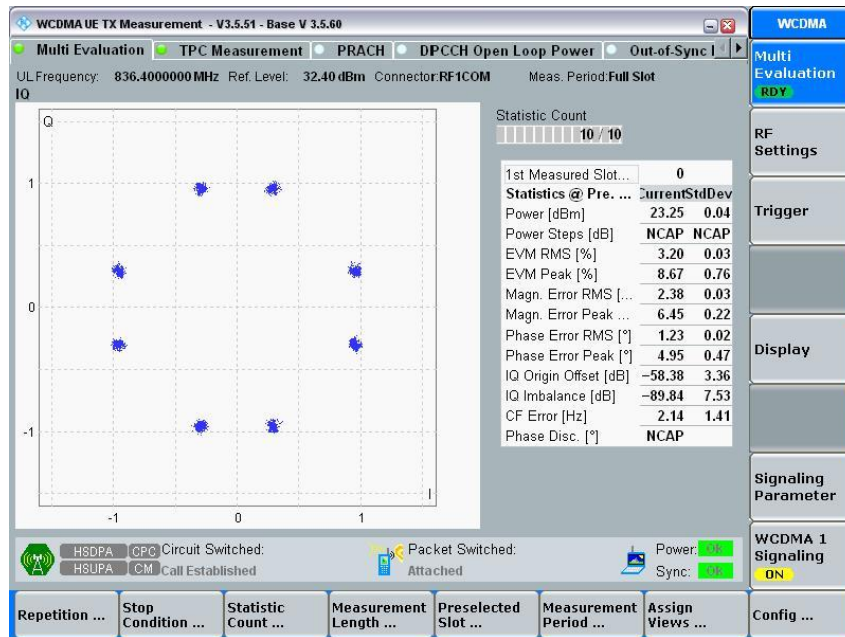 WCDMA UE TX Measurement - V3.5.51 - Base V 3.5.60
WCDMA
Multi Evaluation TPC Measurement PRACH DPCCH Open Loop Power Out-of-Sync
Multi
Evaluation
RDY
UL Frequency: 836.4000000 MHz Ref. Level: 32.40 dBm Connector:RF1COM Meas. Period:Full Slot
IQ
Q
1
0
-1
I
-1 0 1
Statistic Count
10 / 10
1st Measured Slot... 0
Statistics @ Pre. ... Current StdDev
Power [dBm] 23.25 0.04
Power Steps [dB] NCAP NCAP
EVM RMS [%] 3.20 0.03
EVM Peak [%] 8.67 0.76
Magn. Error RMS [... 2.38 0.03
Magn. Error Peak ... 6.45 0.22
Phase Error RMS [°] 1.23 0.02
Phase Error Peak [°] 4.95 0.47
IQ Origin Offset [dB] −58.38 3.36
IQ Imbalance [dB] −89.84 7.53
CF Error [Hz] 2.14 1.41
Phase Disc. [°] NCAP
RF
Settings
Trigger
Display
Signaling
Parameter
WCDMA 1
Signaling
ON
HSDPA CPC Circuit Switched: Packet Switched: Power: OK
HSUPA CM Call Established Attached Sync: OK
Repetition ...
Stop
Condition ...
Statistic
Count ...
Measurement
Length ...
Preselected
Slot ...
Measurement
Period ...
Assign
Views ...
Config ...